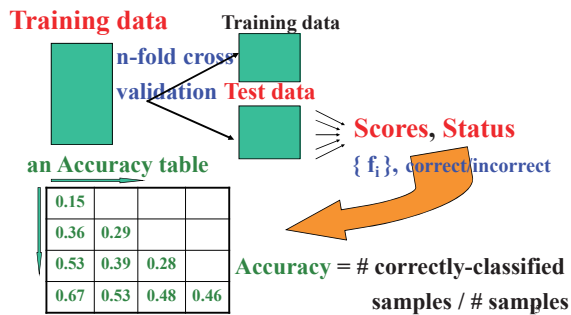 Training data
Training data
n-fold cross
validation
Test data
Scores, Status
{ fi }, correct/incorrect
an Accuracy table
0.15
0.36 0.29
0.53 0.39 0.28
0.67 0.53 0.48 0.46
Accuracy = # correctly-classified
samples / # samples